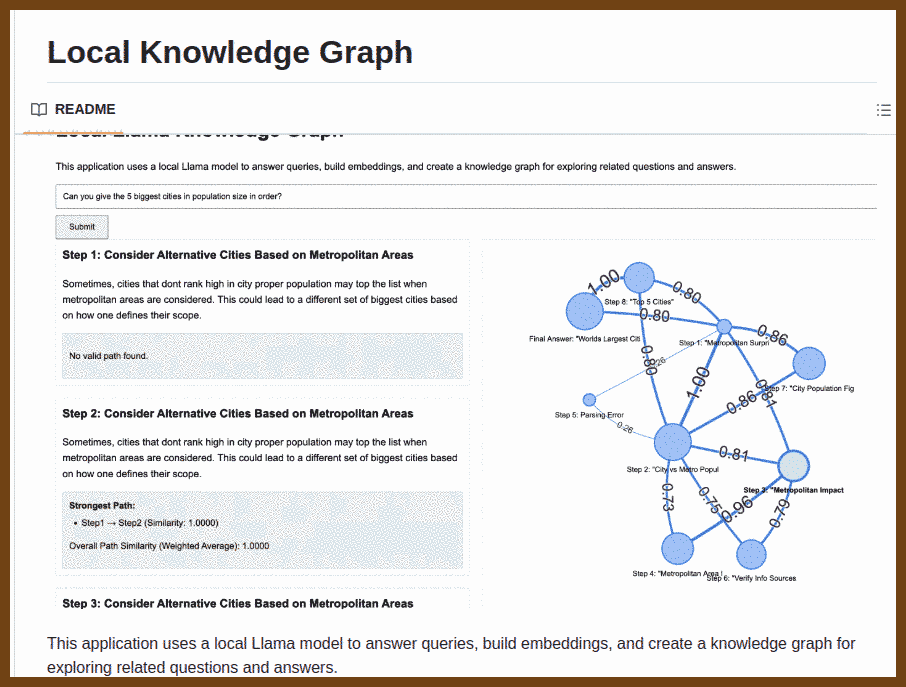 Local Knowledge Graph
README
Local Llama Knowledge Graph
This application uses a local Llama model to answer queries, build embeddings, and create a knowledge graph for exploring related questions and answers.
Can you give the 5 biggest cities in population size in order?
Submit
Step 1: Consider Alternative Cities Based on Metropolitan Areas
Sometimes, cities that dont rank high in city proper population may top the list when
metropolitan areas are considered. This could lead to a different set of biggest cities based
on how one defines their scope.
No valid path found.
Step 2: Consider Alternative Cities Based on Metropolitan Areas
Sometimes, cities that dont rank high in city proper population may top the list when
metropolitan areas are considered. This could lead to a different set of biggest cities based
on how one defines their scope.
Strongest Path:
• Step1 → Step2 (Similarity: 1.0000)
Overall Path Similarity (Weighted Average): 1.0000
Step 3: Consider Alternative Cities Based on Metropolitan Areas
1.00
0.80
Step 8: "Top 5 Cities"
0.80
Final Answer: "Worlds Largest Citi
Step 1: "Metropolitan Surpri
0.86
0.80
0.26
1.00
Step 7: "City Population Fig
0.86
0.81
Step 5: Parsing Error
0.26
Step 2: "City vs Metro Popul
0.81
Step 3: "Metropolitan Impact
0.73
0.75
0.96
0.79
Step 4: "Metropolitan Area I
Step 6: "Verify Info Sources
This application uses a local Llama model to answer queries, build embeddings, and create a knowledge graph for
exploring related questions and answers.